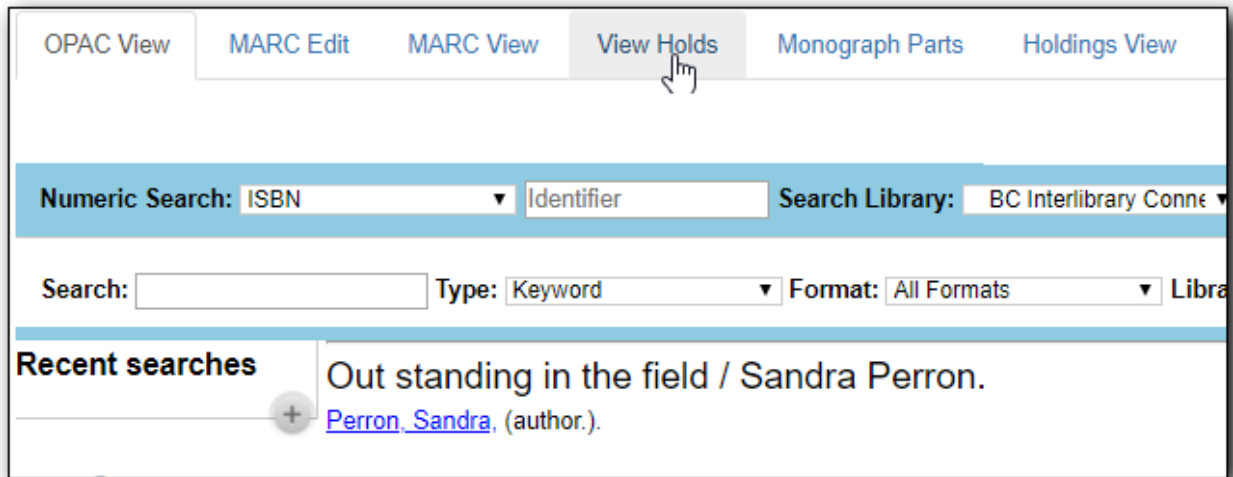 OPAC View MARC Edit MARC View View Holds Monograph Parts Holdings View
Numeric Search: ISBN Identifier Search Library: BC Interlibrary Conne
Search: Type: Keyword Format: All Formats Libra
Recent searches
Out standing in the field / Sandra Perron.
Perron, Sandra, (author.).